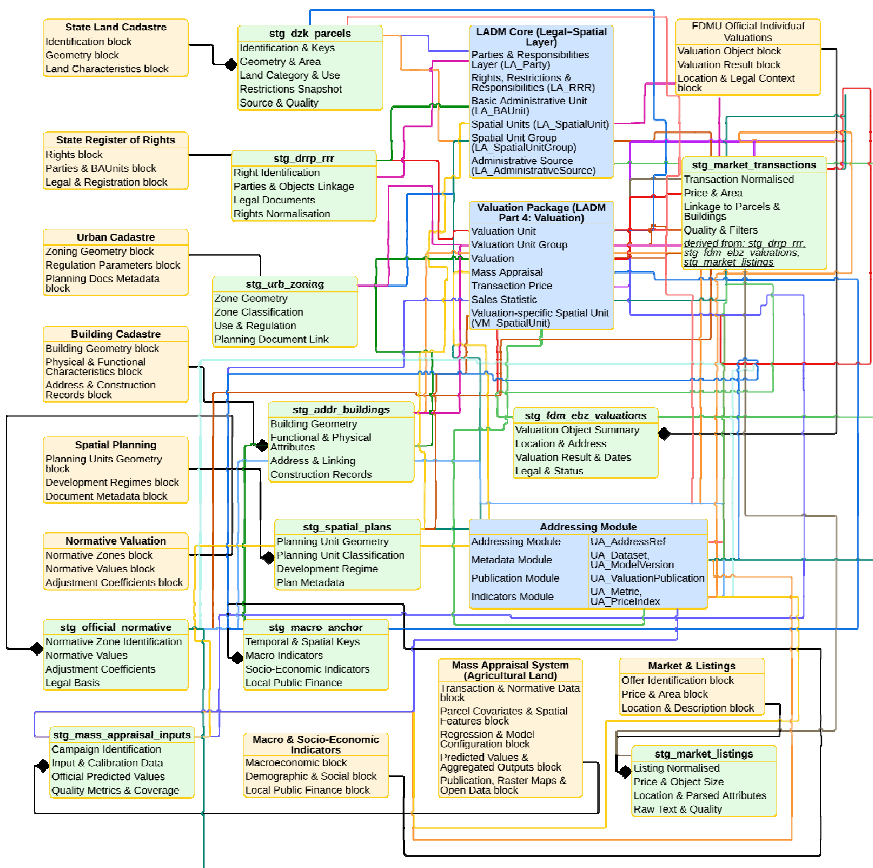 State Land Cadastre
Identification block
Geometry block
Land Characteristics block
stg_dzk_parcels
Identification & Keys
Geometry & Area
Land Category & Use
Restrictions Snapshot
Source & Quality
LADM Core (Legal–Spatial
Layer)
Parties & Responsibilities
Layer (LA_Party)
Rights, Restrictions &
Responsibilities (LA_RRR)
Basic Administrative Unit
(LA_BAUnit)
Spatial Units (LA_SpatialUnit)
Spatial Unit Group
(LA_SpatialUnitGroup)
Administrative Source
(LA_AdministrativeSource)
FDMU Official Individual
Valuations
Valuation Object block
Valuation Result block
Location & Legal Context
block
State Register of Rights
Rights block
Parties & BAUnits block
Legal & Registration block
stg_drrp_rrr
Right Identification
Parties & Objects Linkage
Legal Documents
Rights Normalisation
stg_market_transactions
Transaction Normalised
Price & Area
Linkage to Parcels &
Buildings
Quality & Filters
derived from: stg_drrp_rrr,
stg_fdm_ebz_valuations,
stg_market_listings
Valuation Package (LADM
Part 4: Valuation)
Valuation Unit
Valuation Unit Group
Valuation
Mass Appraisal
Transaction Price
Sales Statistic
Valuation-specific Spatial Unit
(VM_SpatialUnit)
Urban Cadastre
Zoning Geometry block
Regulation Parameters block
Planning Docs Metadata
block
stg_urb_zoning
Zone Geometry
Zone Classification
Use & Regulation
Planning Document Link
Building Cadastre
Building Geometry block
Physical & Functional
Characteristics block
Address & Construction
Records block
stg_addr_buildings
Building Geometry
Functional & Physical
Attributes
Address & Linking
Construction Records
stg_fdm_ebz_valuations
Valuation Object Summary
Location & Address
Valuation Result & Dates
Legal & Status
Spatial Planning
Planning Units Geometry
block
Development Regimes block
Document Metadata block
stg_spatial_plans
Planning Unit Geometry
Planning Unit Classification
Development Regime
Plan Metadata
Addressing Module
Addressing Module
UA_AddressRef
Metadata Module
UA_Dataset,
UA_ModelVersion
Publication Module
UA_ValuationPublication
Indicators Module
UA_Metric,
UA_PriceIndex
Normative Valuation
Normative Zones block
Normative Values block
Adjustment Coefficients block
stg_official_normative
Normative Zone Identification
Normative Values
Adjustment Coefficients
Legal Basis
stg_macro_anchor
Temporal & Spatial Keys
Macro Indicators
Socio-Economic Indicators
Local Public Finance
Mass Appraisal System
(Agricultural Land)
Transaction & Normative Data
block
Parcel Covariates & Spatial
Features block
Regression & Model
Configuration block
Predicted Values &
Aggregated Outputs block
Publication, Raster Maps &
Open Data block
Market & Listings
Offer Identification block
Price & Area block
Location & Description block
stg_mass_appraisal_inputs
Campaign Identification
Input & Calibration Data
Official Predicted Values
Quality Metrics & Coverage
Macro & Socio-Economic
Indicators
Macroeconomic block
Demographic & Social block
Local Public Finance block
stg_market_listings
Listing Normalised
Price & Object Size
Location & Parsed Attributes
Raw Text & Quality